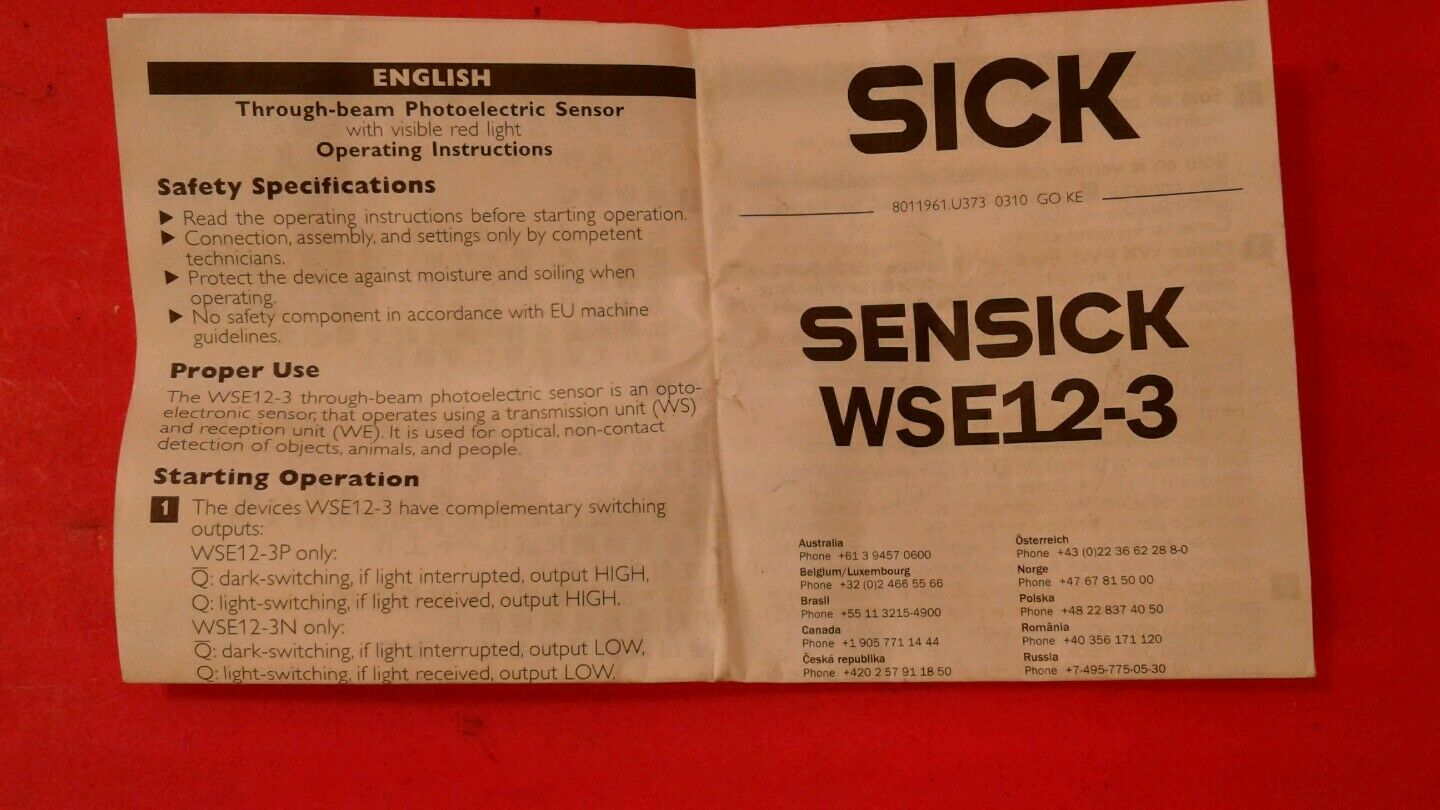 ENGLISH
Through-beam Photoelectric Sensor
with visible red light
Operating Instructions
Safety Specifications
▶ Read the operating instructions before starting operation.
▶ Connection, assembly, and settings only by competent
technicians.
▶ Protect the device against moisture and soiling when
operating.
▶ No safety component in accordance with EU machine
guidelines.
Proper Use
The WSE12-3 through-beam photoelectric sensor is an opto-
electronic sensor, that operates using a transmission unit (WS)
and reception unit (WE). It is used for optical, non-contact
detection of objects, animals, and people.
Starting Operation
1 The devices WSE12-3 have complementary switching
outputs:
WSE12-3P only:
Q̅: dark-switching, if light interrupted, output HIGH,
Q: light-switching, if light received, output HIGH.
WSE12-3N only:
Q̅: dark-switching, if light interrupted, output LOW,
Q: light-switching, if light received, output LOW.
SICK
8011961.U373 0310 GO KE
SENSICK
WSE12-3
Australia
Phone +61 3 9457 0600
Belgium/Luxembourg
Phone +32 (0)2 466 55 66
Brasil
Phone +55 11 3215-4900
Canada
Phone +1 905 771 14 44
Česká republika
Phone +420 2 57 91 18 50
Österreich
Phone +43 (0)22 36 62 28 8-0
Norge
Phone +47 67 81 50 00
Polska
Phone +48 22 837 40 50
România
Phone +40 356 171 120
Russia
Phone +7-495-775-05-30